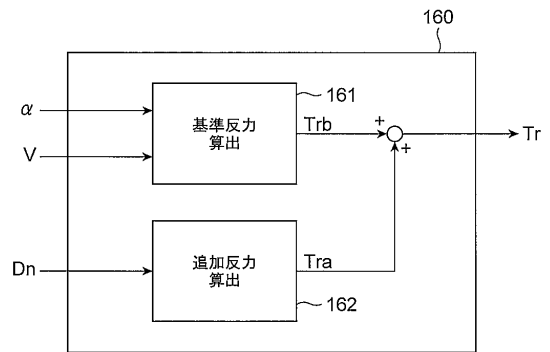 160
161
α
V
基準反力
算出
Trb
+
+
Tr
Dn
追加反力
算出
Tra
162